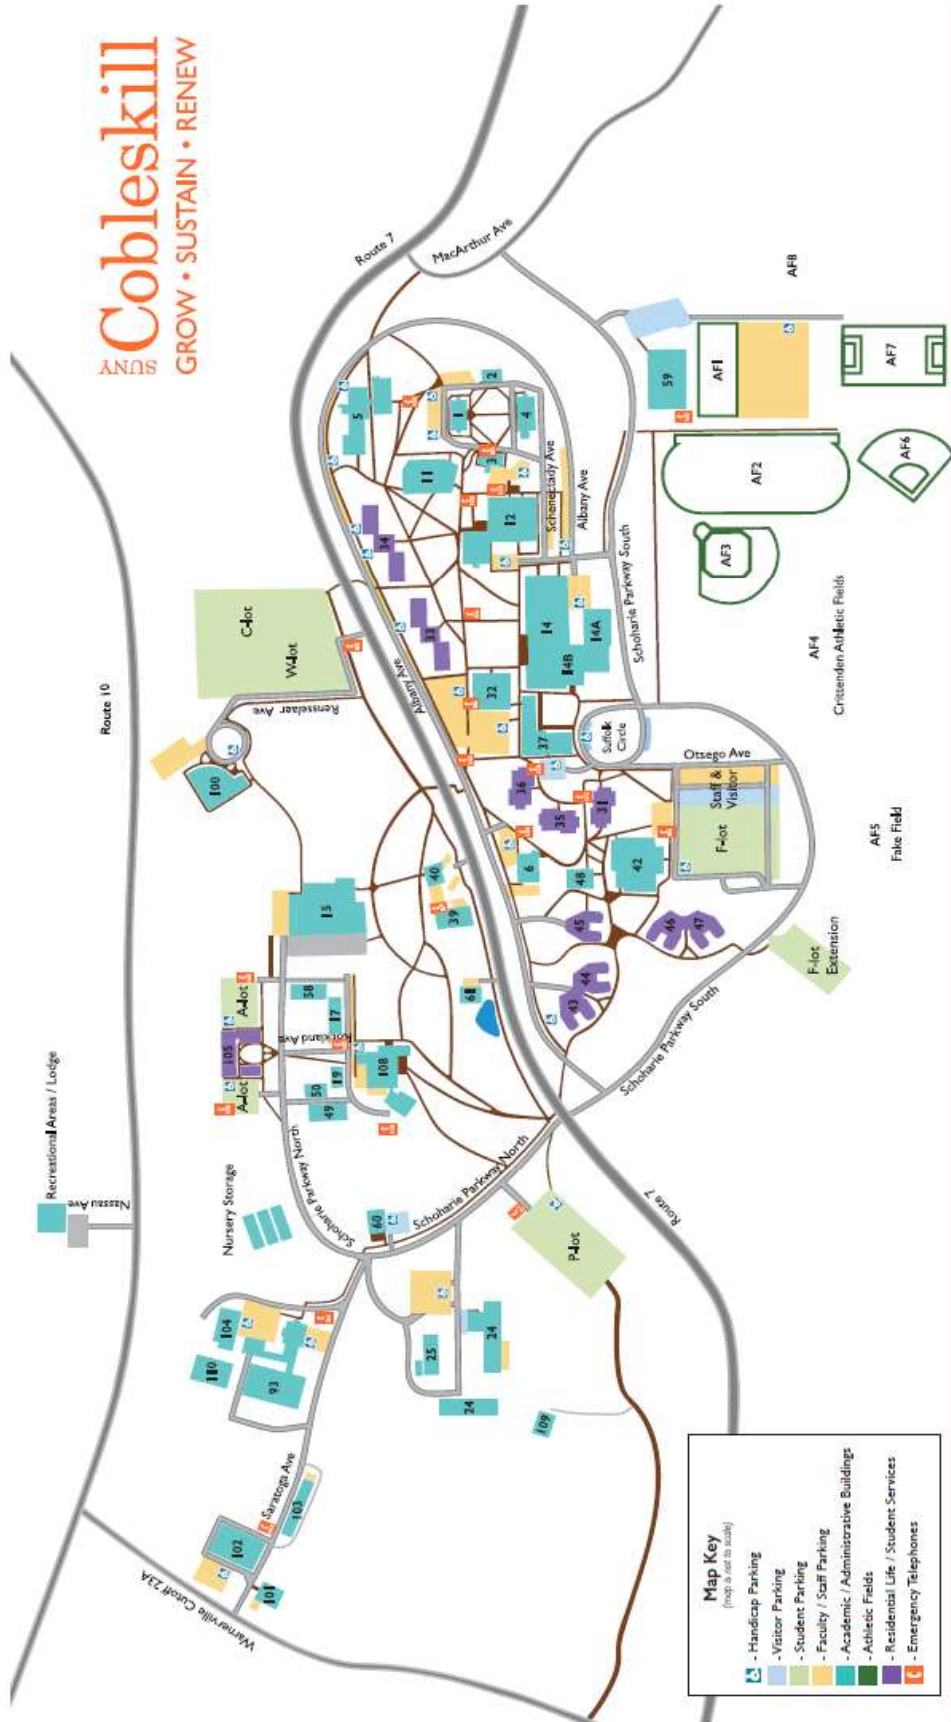 SUNY
Cobleskill
GROW • SUSTAIN • RENEW
Route 10
Recreational Areas / Lodge
Nassau Ave
Nursery Storage
Warnerville Cutoff 23A
Saratoga Ave
101
102
103
110
104
93
25
24
24
109
60
Schoharie Parkway North
Schoharie Parkway North
P-lot
Route 7
A-lot
105
A-lot
Rockland Ave
58
17
19
50
49
108
15
100
Rensselaer Ave
C-lot
W-lot
40
39
61
Albany Ave
Route 7
MacArthur Ave
5
1
2
3
4
11
12
34
33
32
14
14A
14B
37
36
35
31
6
48
42
45
46
47
44
43
Schenectady Ave
Albany Ave
Schoharie Parkway South
Suffolk
Circle
Otsego Ave
Staff &
Visitor
F-lot
F-lot
Extension
Schoharie Parkway South
59
AF1
AF2
AF3
AF4
Crittenden Athletic Fields
AF5
Fake Field
AF6
AF7
AF8
Map Key
(map is not to scale)
- Handicap Parking
- Visitor Parking
- Student Parking
- Faculty / Staff Parking
- Academic / Administrative Buildings
- Athletic Fields
- Residential Life / Student Services
- Emergency Telephones